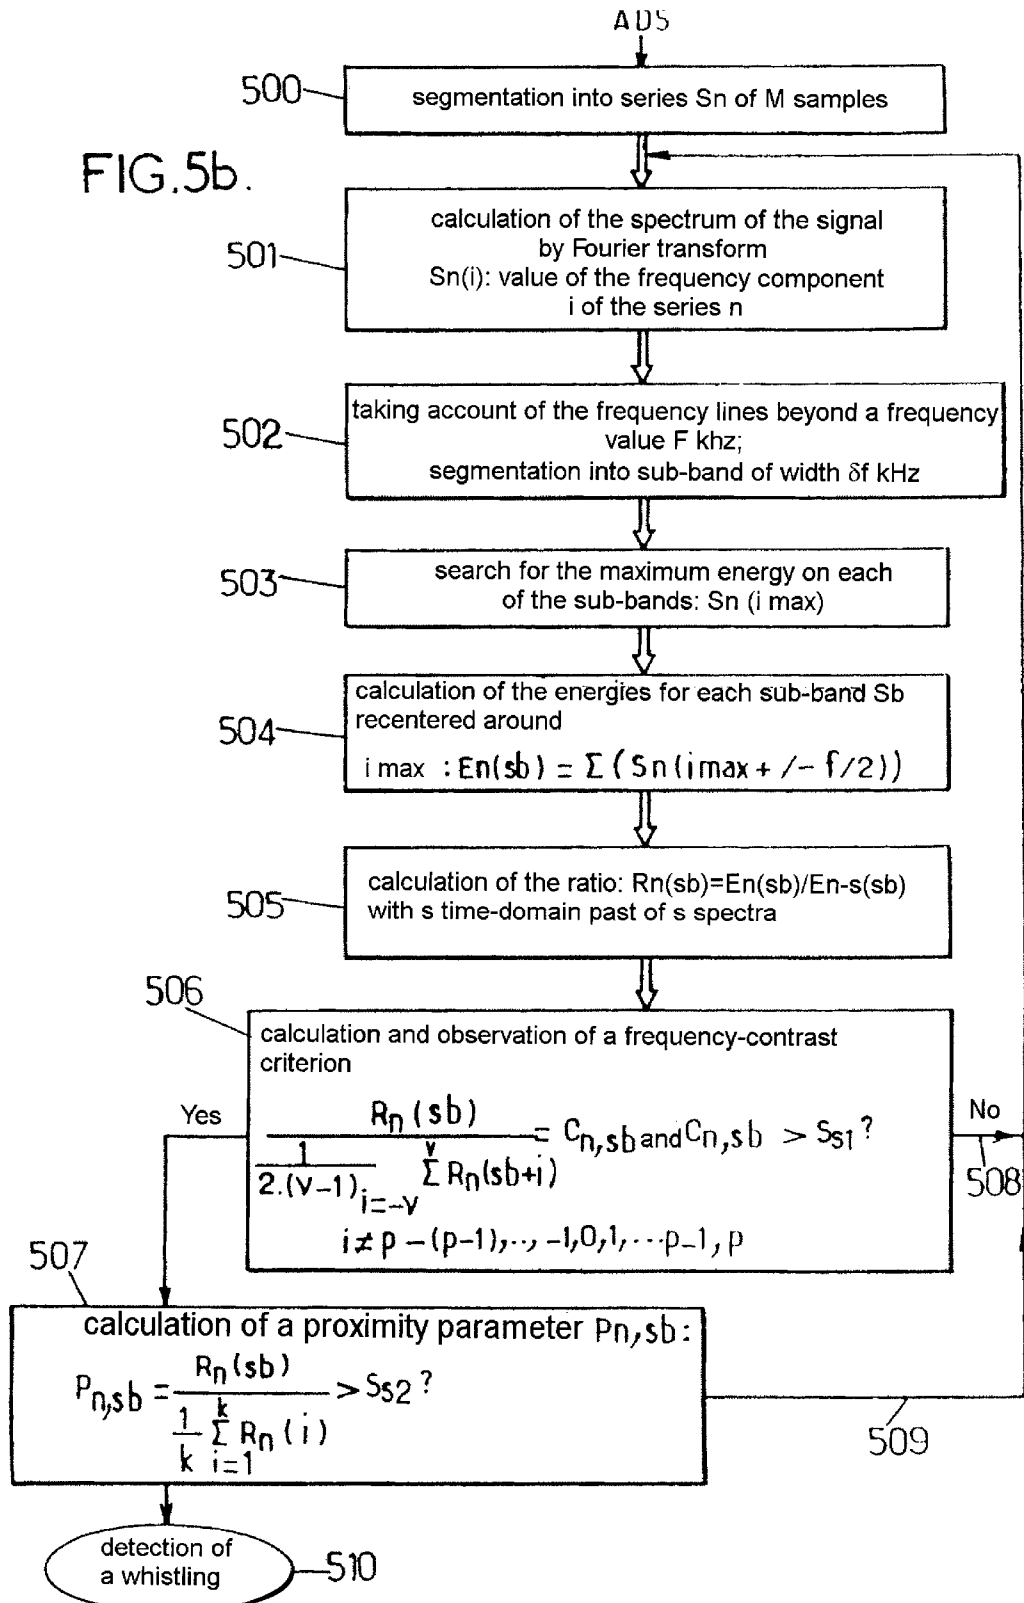 ADS
500
segmentation into series Sn of M samples
FIG.5b.
501
calculation of the spectrum of the signal
by Fourier transform
Sn(i): value of the frequency component
i of the series n
502
taking account of the frequency lines beyond a frequency
value F khz;
segmentation into sub-band of width δf kHz
503
search for the maximum energy on each
of the sub-bands: Sn (i max)
504
calculation of the energies for each sub-band Sb
recentered around
i max : En(sb) = Σ (Sn(imax + /- f/2))
505
calculation of the ratio: Rn(sb)=En(sb)/En-s(sb)
with s time-domain past of s spectra
506
calculation and observation of a frequency-contrast
criterion
Yes
No
Rn(sb)
1
2.(v-1)
v
Σ Rn(sb+i)
i=-v
= Cn,sb and Cn,sb > Ss1?
i≠p-(p-1),..,-1,0,1,...p-1,p
508
507
calculation of a proximity parameter Pn,sb:
Pn,sb =
Rn(sb)
1
k
k
Σ Rn(i)
i=1
> Ss2?
509
detection of
a whistling
510